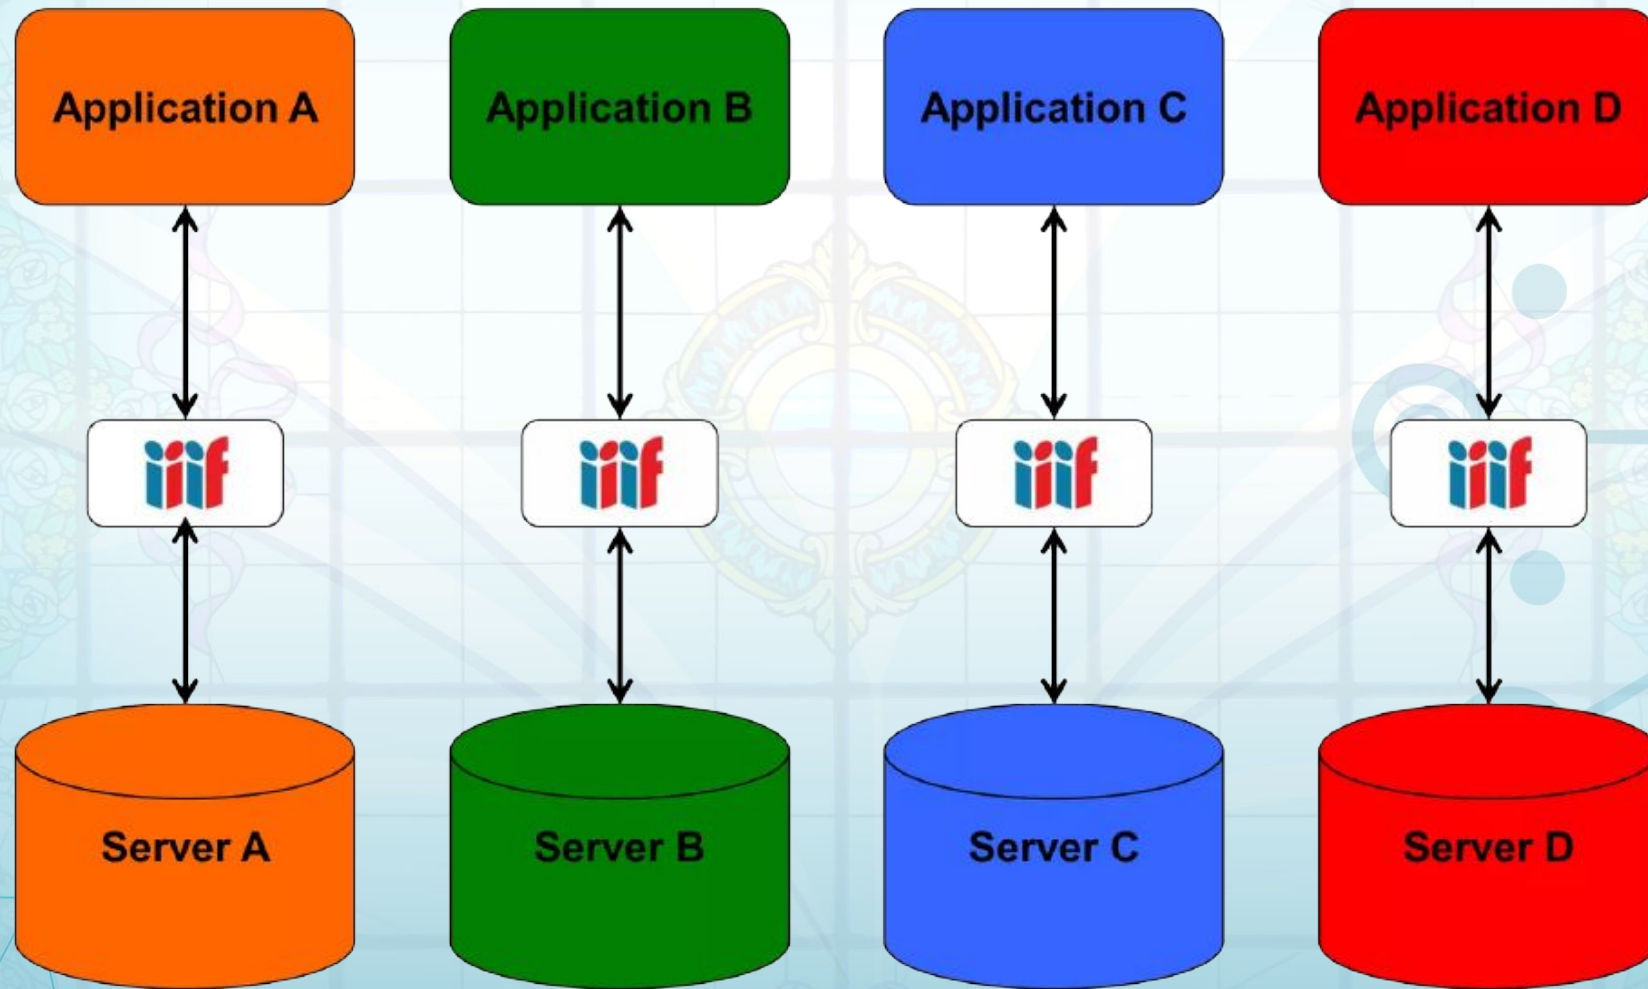 Application A
Application B
Application C
Application D
iiif
iiif
iiif
iiif
Server A
Server B
Server C
Server D